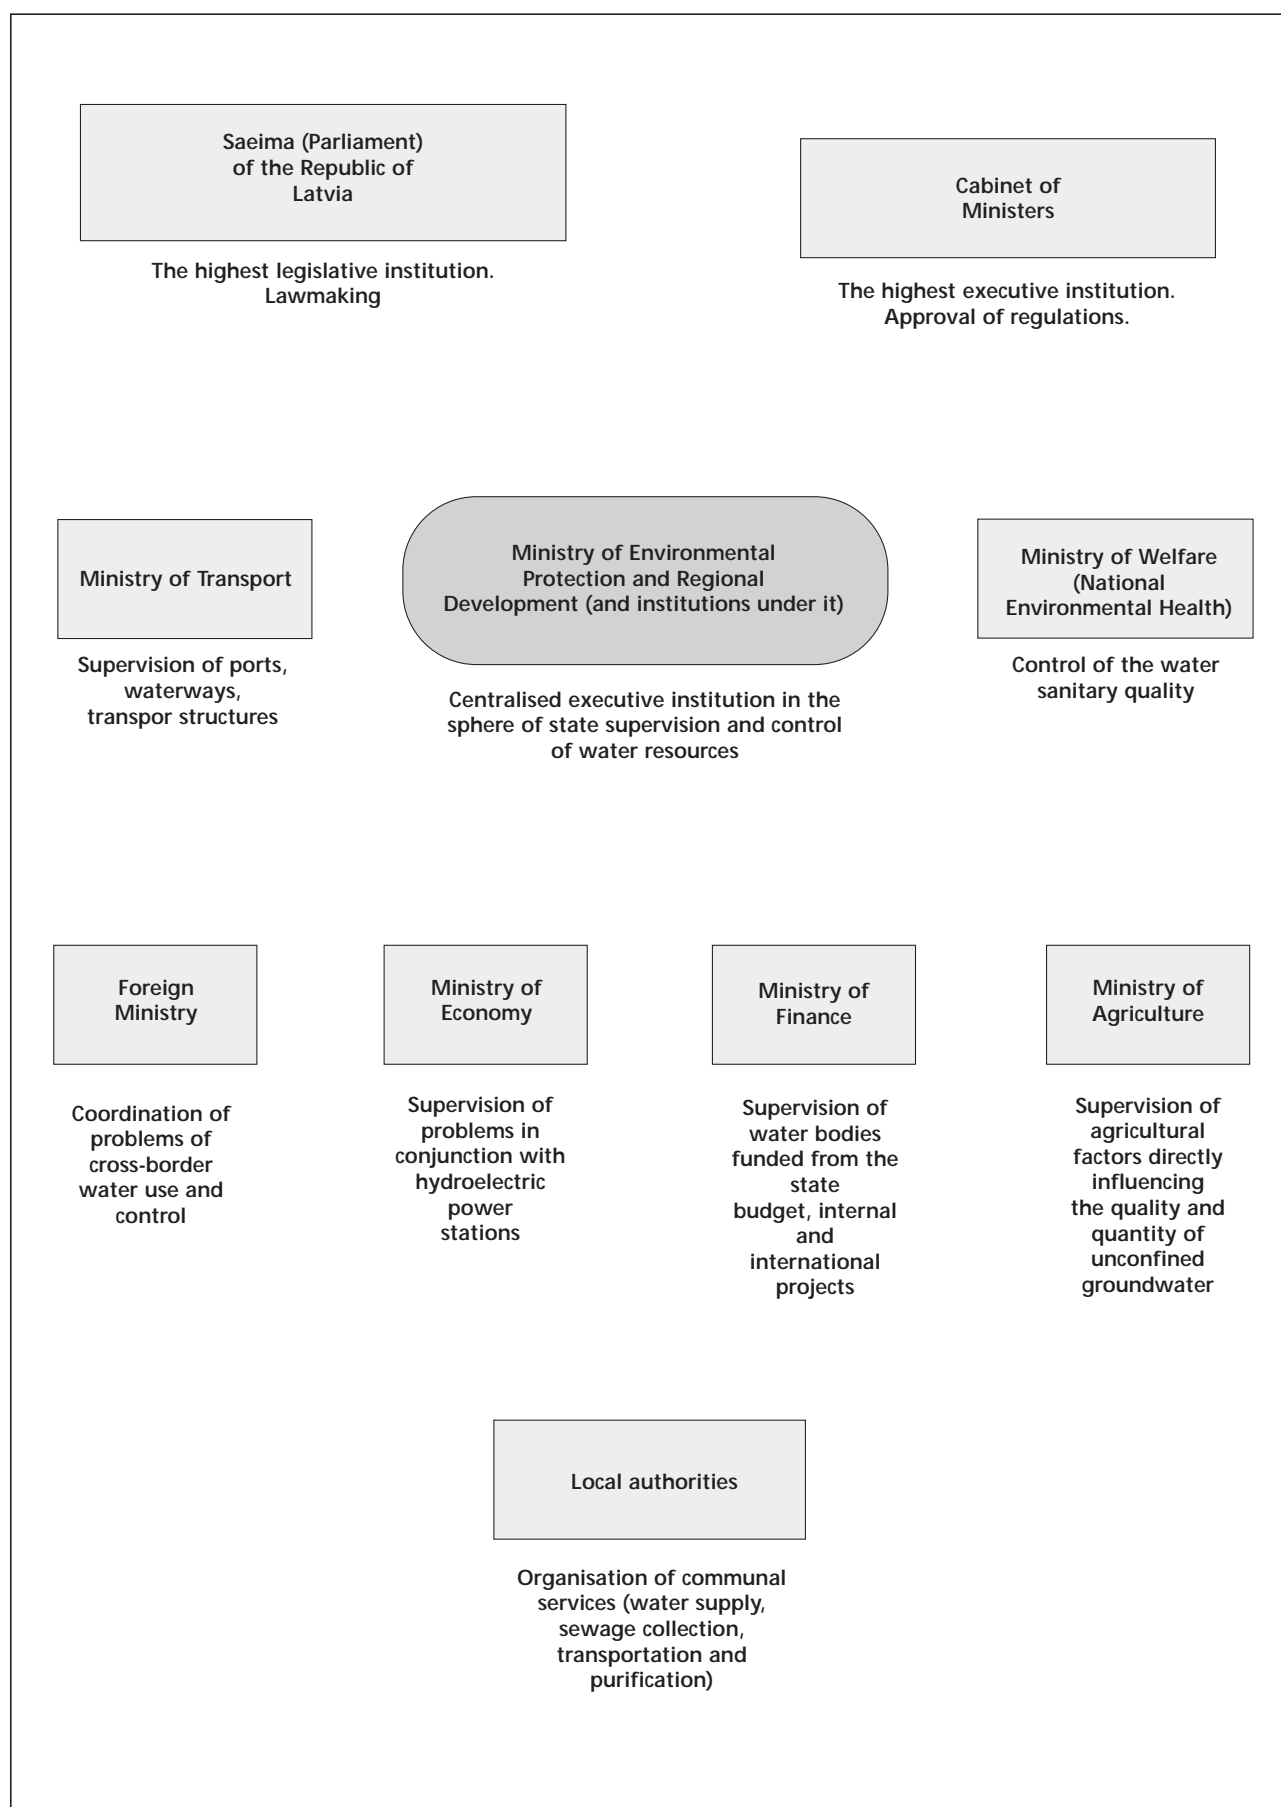 Saeima (Parliament)
of the Republic of
Latvia
The highest legislative institution.
Lawmaking
Cabinet of
Ministers
The highest executive institution.
Approval of regulations.
Ministry of Transport
Supervision of ports,
waterways,
transpor structures
Ministry of Environmental
Protection and Regional
Development (and institutions under it)
Centralised executive institution in the
sphere of state supervision and control
of water resources
Ministry of Welfare
(National
Environmental Health)
Control of the water
sanitary quality
Foreign
Ministry
Coordination of
problems of
cross-border
water use and
control
Ministry of
Economy
Supervision of
problems in
conjunction with
hydroelectric
power
stations
Ministry of
Finance
Supervision of
water bodies
funded from the
state
budget, internal
and
international
projects
Ministry of
Agriculture
Supervision of
agricultural
factors directly
influencing
the quality and
quantity of
unconfined
groundwater
Local authorities
Organisation of communal
services (water supply,
sewage collection,
transportation and
purification)